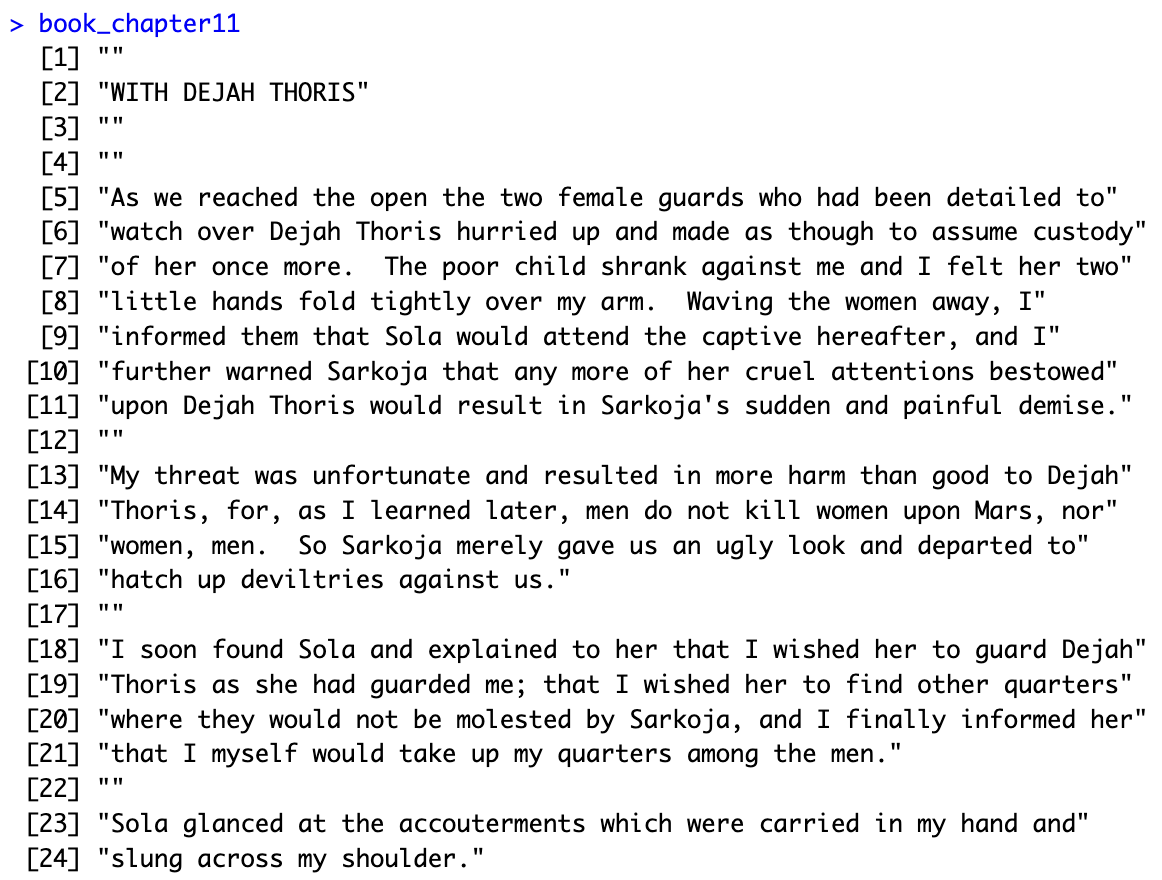 > book_chapter11
[1] ""
[2] "WITH DEJAH THORIS"
[3] ""
[4] ""
[5] "As we reached the open the two female guards who had been detailed to"
[6] "watch over Dejah Thoris hurried up and made as though to assume custody"
[7] "of her once more.  The poor child shrank against me and I felt her two"
[8] "little hands fold tightly over my arm.  Waving the women away, I"
[9] "informed them that Sola would attend the captive hereafter, and I"
[10] "further warned Sarkoja that any more of her cruel attentions bestowed"
[11] "upon Dejah Thoris would result in Sarkoja's sudden and painful demise."
[12] ""
[13] "My threat was unfortunate and resulted in more harm than good to Dejah"
[14] "Thoris, for, as I learned later, men do not kill women upon Mars, nor"
[15] "women, men.  So Sarkoja merely gave us an ugly look and departed to"
[16] "hatch up deviltries against us."
[17] ""
[18] "I soon found Sola and explained to her that I wished her to guard Dejah"
[19] "Thoris as she had guarded me; that I wished her to find other quarters"
[20] "where they would not be molested by Sarkoja, and I finally informed her"
[21] "that I myself would take up my quarters among the men."
[22] ""
[23] "Sola glanced at the accouterments which were carried in my hand and"
[24] "slung across my shoulder."